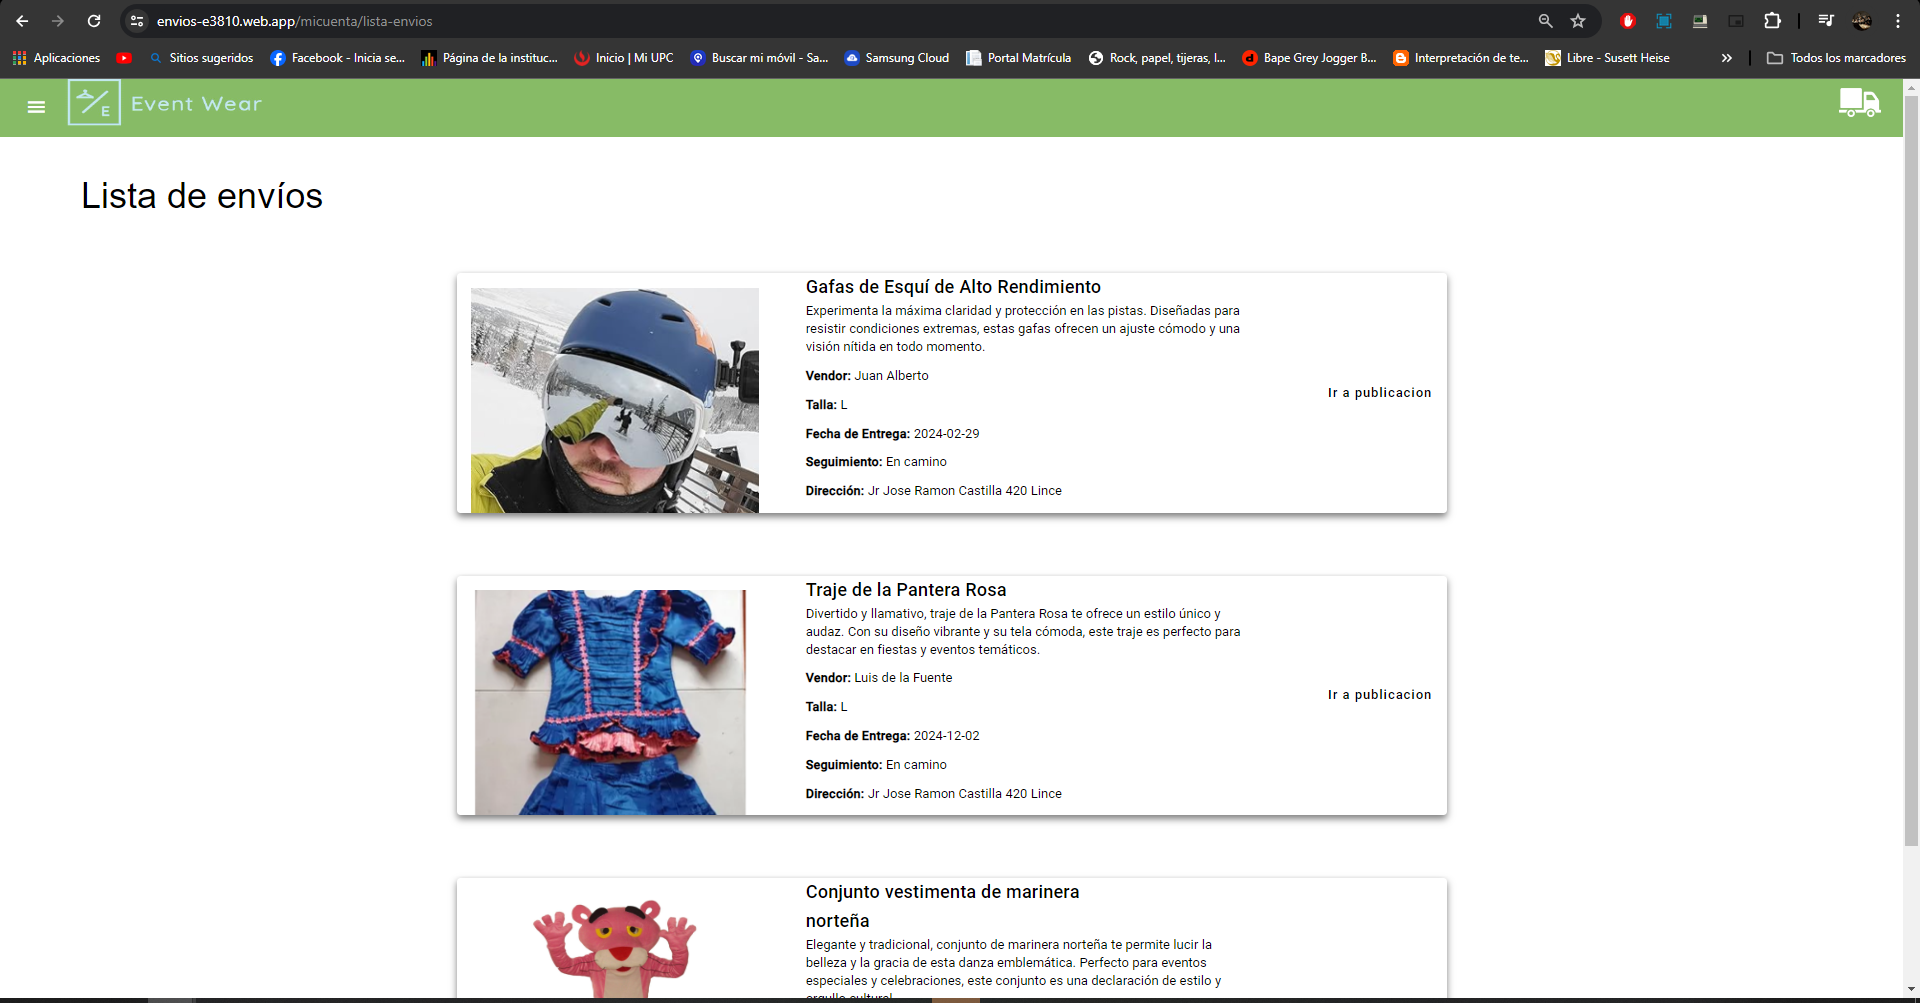 envios-e3810.web.app/micuenta/lista-envios
Aplicaciones
Sitios sugeridos
Facebook - Inicia se...
Página de la instituc...
Inicio | Mi UPC
Buscar mi móvil - Sa...
Samsung Cloud
Portal Matrícula
Rock, papel, tijeras, l...
Bape Grey Jogger B...
Interpretación de te...
Libre - Susett Heise
Todos los marcadores
E
Event Wear
Lista de envíos
Gafas de Esquí de Alto Rendimiento
Experimenta la máxima claridad y protección en las pistas. Diseñadas para
resistir condiciones extremas, estas gafas ofrecen un ajuste cómodo y una
visión nítida en todo momento.
Vendor: Juan Alberto
Talla: L
Ir a publicacion
Fecha de Entrega: 2024-02-29
Seguimiento: En camino
Dirección: Jr Jose Ramon Castilla 420 Lince
Traje de la Pantera Rosa
Divertido y llamativo, traje de la Pantera Rosa te ofrece un estilo único y
audaz. Con su diseño vibrante y su tela cómoda, este traje es perfecto para
destacar en fiestas y eventos temáticos.
Vendor: Luis de la Fuente
Talla: L
Ir a publicacion
Fecha de Entrega: 2024-12-02
Seguimiento: En camino
Dirección: Jr Jose Ramon Castilla 420 Lince
Conjunto vestimenta de marinera
norteña
Elegante y tradicional, conjunto de marinera norteña te permite lucir la
belleza y la gracia de esta danza emblemática. Perfecto para eventos
especiales y celebraciones, este conjunto es una declaración de estilo y
orgullo cultural.